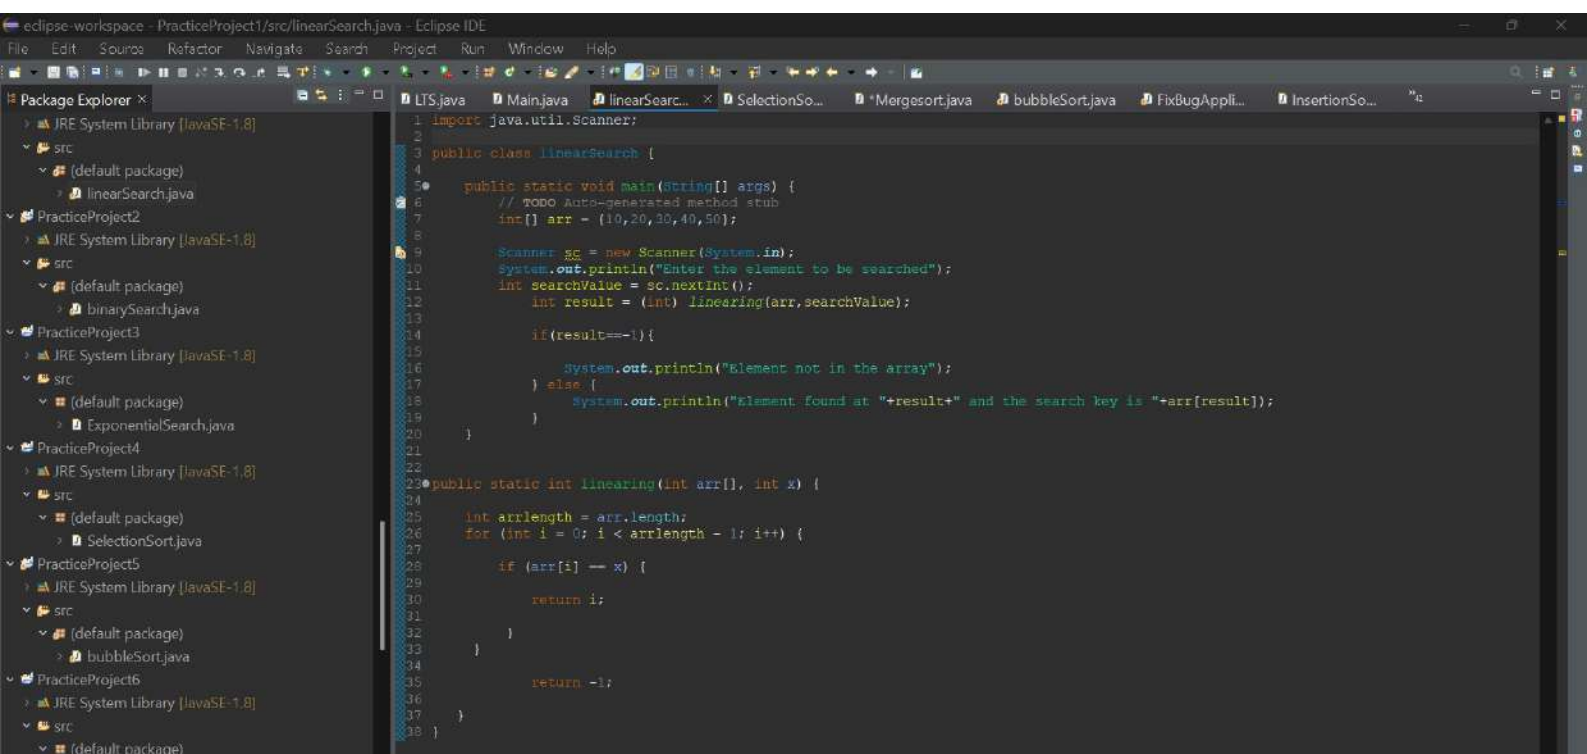 eclipse-workspace - PracticeProject1/src/linearSearch.java - Eclipse IDE
File Edit Source Refactor Navigate Search Project Run Window Help
Package Explorer ×
LTS.java Main.java linearSearc... × SelectionSo... *Mergesort.java bubbleSort.java FixBugAppli... InsertionSo... »
JRE System Library [JavaSE-1.8]
src
(default package)
linearSearch.java
PracticeProject2
JRE System Library [JavaSE-1.8]
src
(default package)
binarySearch.java
PracticeProject3
JRE System Library [JavaSE-1.8]
src
(default package)
ExponentialSearch.java
PracticeProject4
JRE System Library [JavaSE-1.8]
src
(default package)
SelectionSort.java
PracticeProject5
JRE System Library [JavaSE-1.8]
src
(default package)
bubbleSort.java
PracticeProject6
JRE System Library [JavaSE-1.8]
src
(default package)
1 import java.util.Scanner;
2
3 public class linearSearch {
4
5 public static void main(String[] args) {
6 // TODO Auto-generated method stub
7 int[] arr = {10,20,30,40,50};
8
9 Scanner sc = new Scanner(System.in);
10 System.out.println("Enter the element to be searched");
11 int searchValue = sc.nextInt();
12 int result = (int) linearing(arr,searchValue);
13
14 if(result==-1){
15
16 System.out.println("Element not in the array");
17 } else {
18 System.out.println("Element found at "+result+" and the search key is "+arr[result]);
19 }
20 }
21
22
23 public static int linearing(int arr[], int x) {
24
25 int arrlength = arr.length;
26 for (int i = 0; i < arrlength - 1; i++) {
27
28 if (arr[i] == x) {
29
30 return i;
31
32 }
33 }
34
35 return -1;
36
37 }
38 }